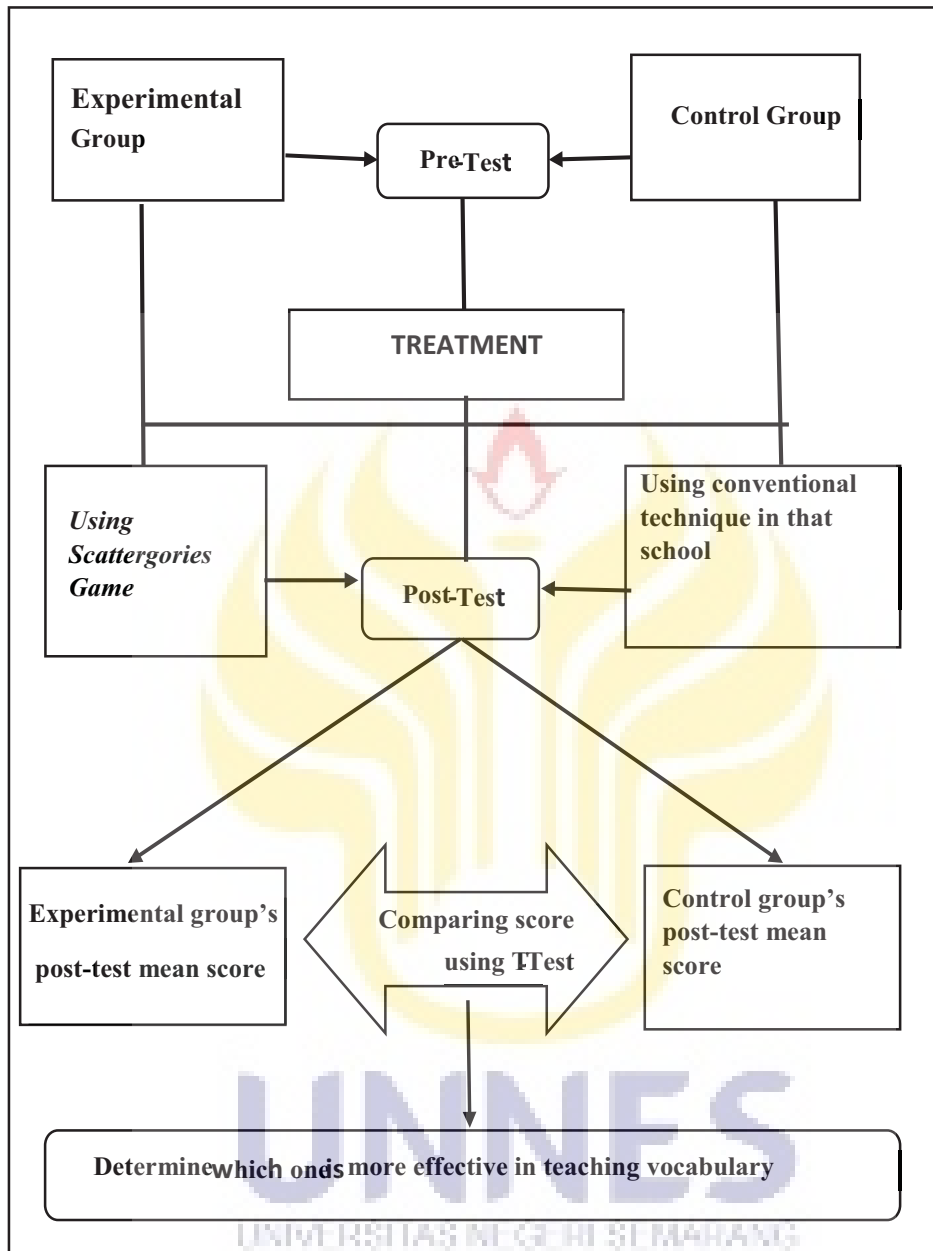 Experimental
Group
Pre-Test
Control Group
TREATMENT
Using
Scattergories
Game
Post-Test
Using conventional
technique in that
school
Experimental group's
post-test mean score
Comparing score
using T-Test
Control group's
post-test mean
score
Determine which one is more effective in teaching vocabulary
UNNES
UNIVERSITAS NEGERI SEMARANG